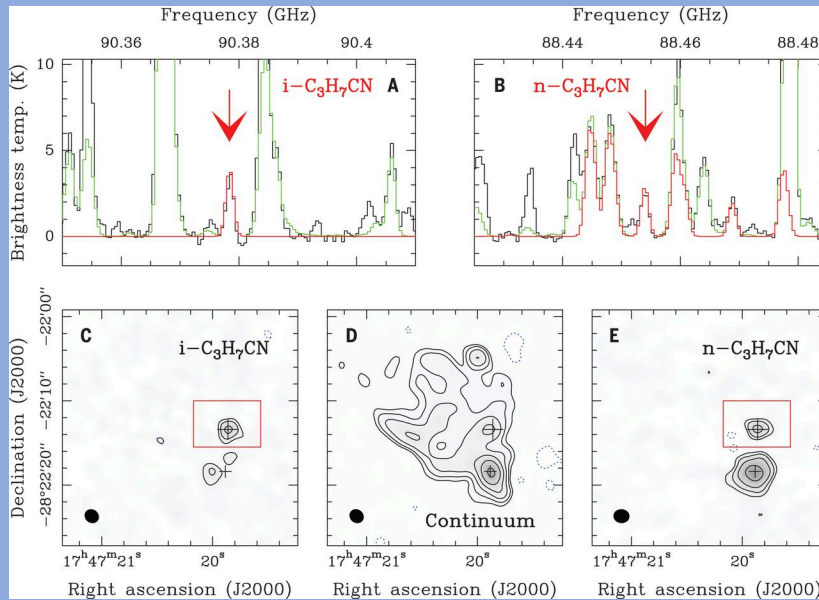 Frequency (GHz)
90.36 90.38 90.4
Frequency (GHz)
88.44 88.46 88.48
Brightness temp. (K)
10
5
0
i−C₃H₇CN A
B n−C₃H₇CN
Declination (J2000)
−22′00″
−22′10″
−28°22′20″
C i−C₃H₇CN
D
Continuum
E n−C₃H₇CN
17ʰ47ᵐ21ˢ 20ˢ
17ʰ47ᵐ21ˢ 20ˢ
17ʰ47ᵐ21ˢ 20ˢ
Right ascension (J2000)
Right ascension (J2000)
Right ascension (J2000)